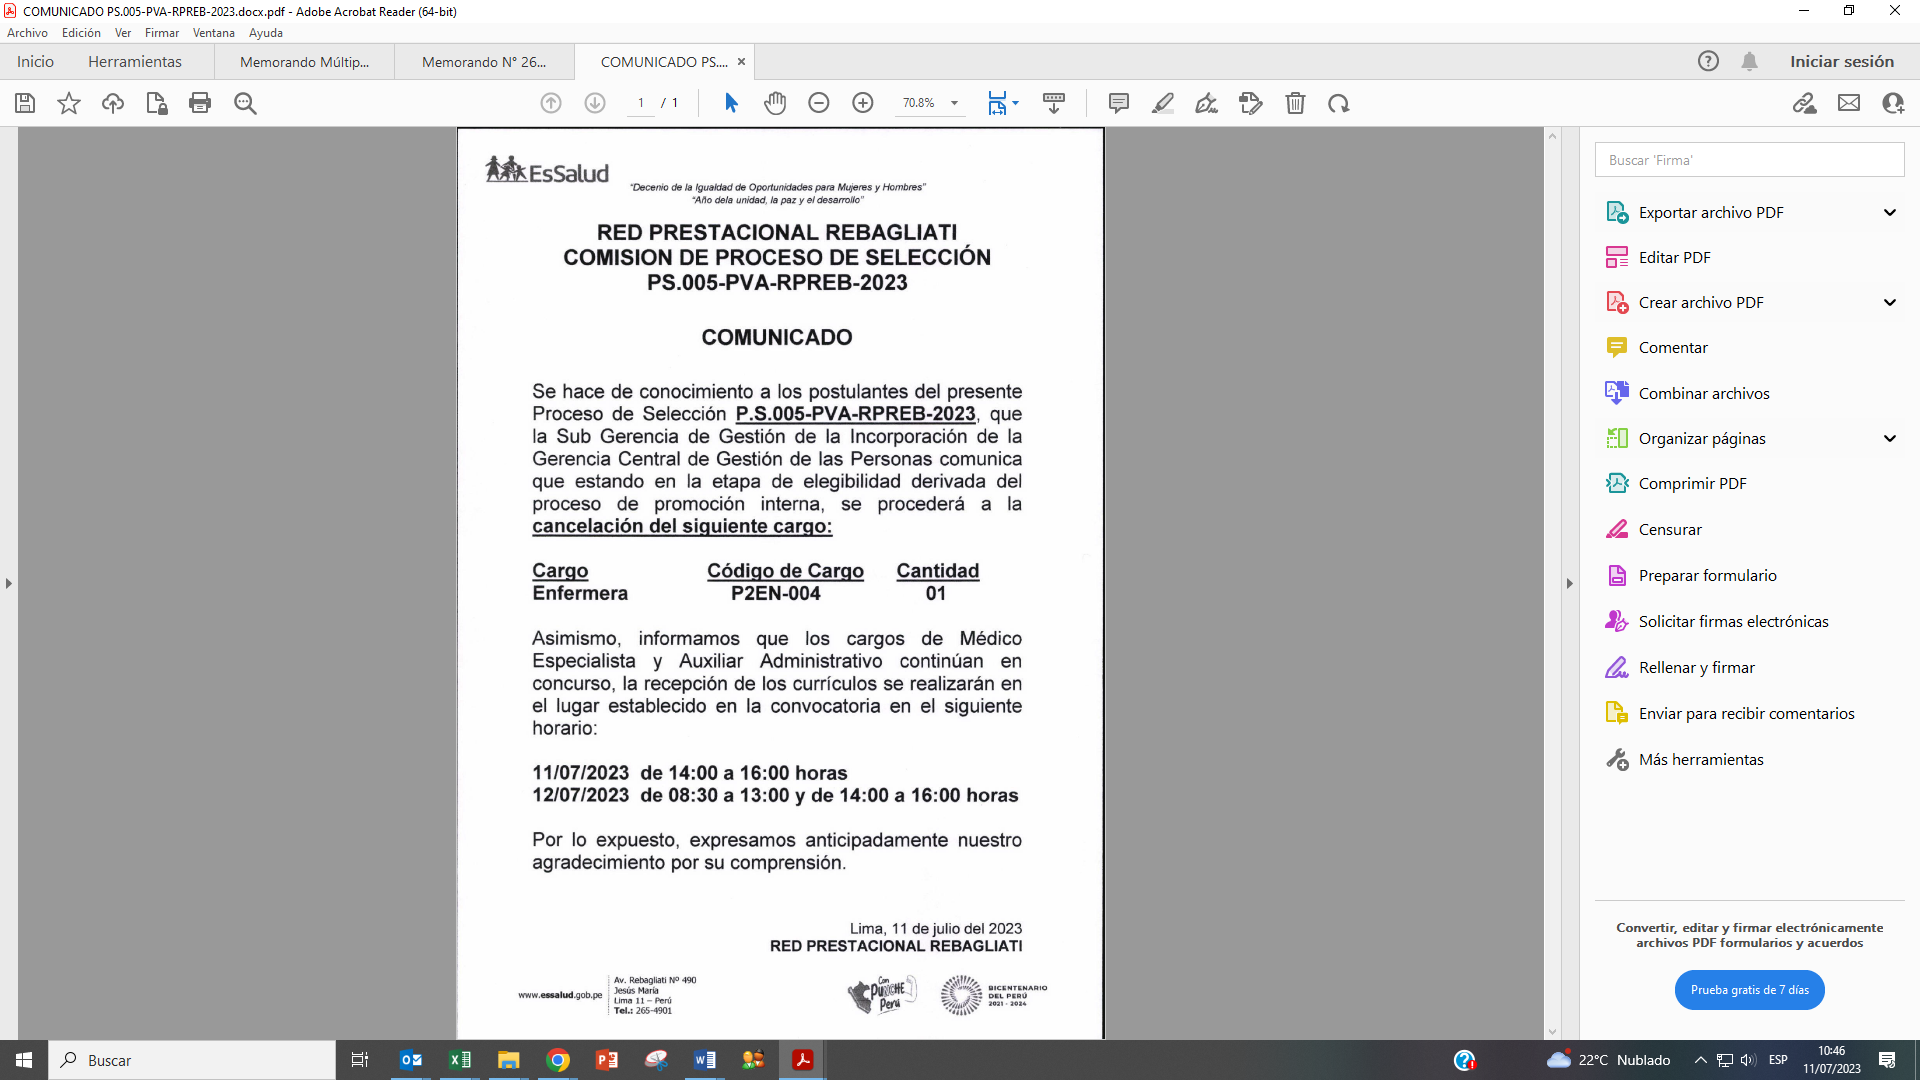 COMUNICADO PS.005-PVA-RPREB-2023.docx.pdf - Adobe Acrobat Reader (64-bit)
Archivo Edición Ver Firmar Ventana Ayuda
Inicio Herramientas Memorando Múltip... Memorando N° 26... COMUNICADO PS.... Iniciar sesión
1 / 1 70.8%
EsSalud
"Decenio de la Igualdad de Oportunidades para Mujeres y Hombres"
"Año dela unidad, la paz y el desarrollo"
RED PRESTACIONAL REBAGLIATI
COMISION DE PROCESO DE SELECCIÓN
PS.005-PVA-RPREB-2023
COMUNICADO
Se hace de conocimiento a los postulantes del presente
Proceso de Selección P.S.005-PVA-RPREB-2023, que
la Sub Gerencia de Gestión de la Incorporación de la
Gerencia Central de Gestión de las Personas comunica
que estando en la etapa de elegibilidad derivada del
proceso de promoción interna, se procederá a la
cancelación del siguiente cargo:
Cargo Código de Cargo Cantidad
Enfermera P2EN-004 01
Asimismo, informamos que los cargos de Médico
Especialista y Auxiliar Administrativo continúan en
concurso, la recepción de los currículos se realizarán en
el lugar establecido en la convocatoria en el siguiente
horario:
11/07/2023 de 14:00 a 16:00 horas
12/07/2023 de 08:30 a 13:00 y de 14:00 a 16:00 horas
Por lo expuesto, expresamos anticipadamente nuestro
agradecimiento por su comprensión.
Lima, 11 de julio del 2023
RED PRESTACIONAL REBAGLIATI
www.essalud.gob.pe
Av. Rebagliati Nº 490
Jesús María
Lima 11 – Perú
Tel.: 265-4901
Con
PUNCHE
Perú
BICENTENARIO
DEL PERÚ
2021 - 2024
Buscar 'Firma'
Exportar archivo PDF
Editar PDF
Crear archivo PDF
Comentar
Combinar archivos
Organizar páginas
Comprimir PDF
Censurar
Preparar formulario
Solicitar firmas electrónicas
Rellenar y firmar
Enviar para recibir comentarios
Más herramientas
Convertir, editar y firmar electrónicamente
archivos PDF formularios y acuerdos
Prueba gratis de 7 días
Buscar
22°C Nublado
ESP
10:46
11/07/2023